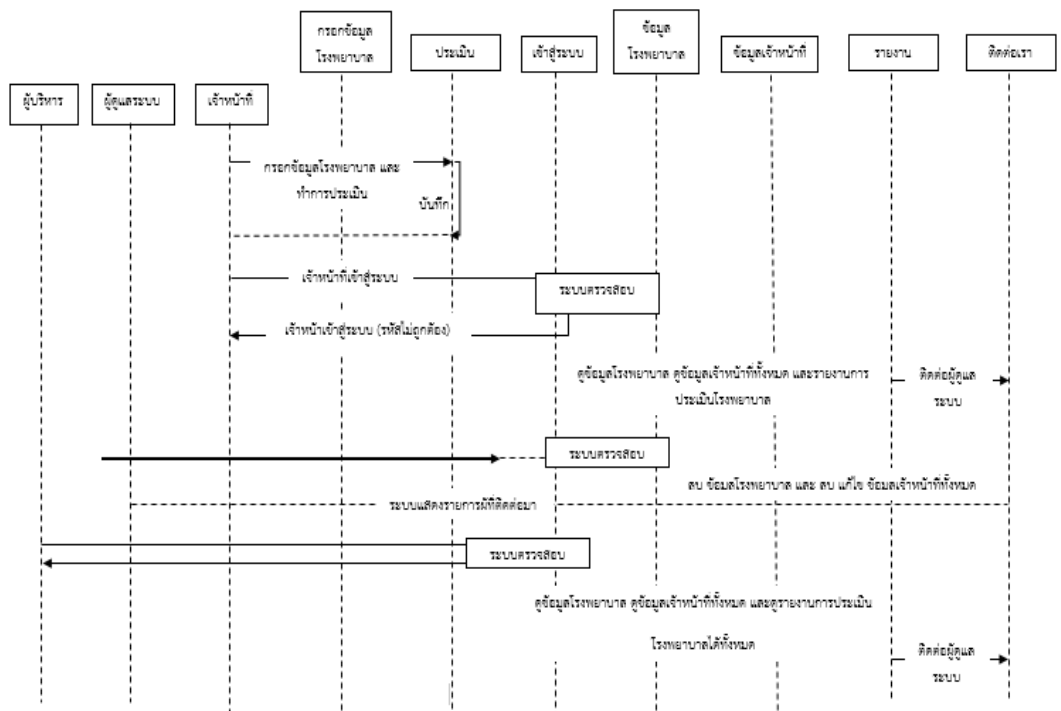 กรอกข้อมูล
โรงพยาบาล
ประเมิน
เข้าสู่ระบบ
ข้อมูล
โรงพยาบาล
ข้อมูลเจ้าหน้าที่
รายงาน
ติดต่อเรา
ผู้บริหาร
ผู้ดูแลระบบ
เจ้าหน้าที่
กรอกข้อมูลโรงพยาบาล และ
ทำการประเมิน
บันทึก
เจ้าหน้าที่เข้าสู่ระบบ
ระบบตรวจสอบ
เจ้าหน้าเข้าสู่ระบบ (รหัสไม่ถูกต้อง)
ดูข้อมูลโรงพยาบาล ดูข้อมูลเจ้าหน้าที่ทั้งหมด และรายงานการ
ประเมินโรงพยาบาล
ติดต่อผู้ดูแล
ระบบ
ระบบตรวจสอบ
ลบ ข้อมูลโรงพยาบาล และ ลบ แก้ไข ข้อมูลเจ้าหน้าที่ทั้งหมด
ระบบแสดงรายการผู้ที่ติดต่อมา
ระบบตรวจสอบ
ดูข้อมูลโรงพยาบาล ดูข้อมูลเจ้าหน้าที่ทั้งหมด และดูรายงานการประเมิน
โรงพยาบาลได้ทั้งหมด
ติดต่อผู้ดูแล
ระบบ